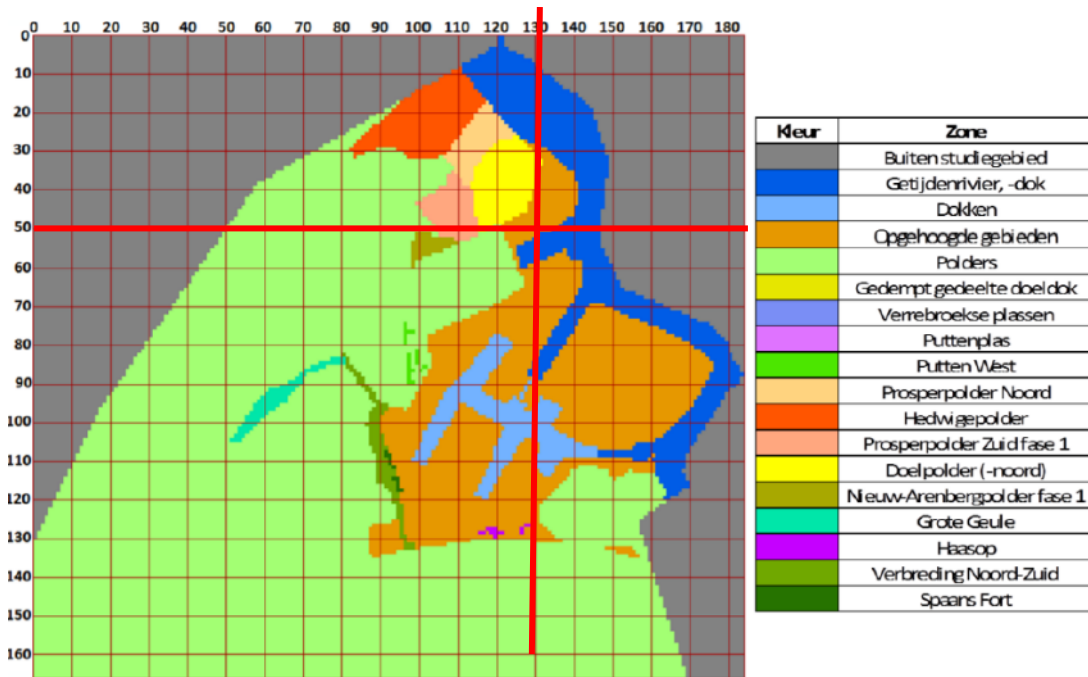 0 10 20 30 40 50 60 70 80 90 100 110 120 130 140 150 160 170 180
0
10
20
30
40
50
60
70
80
90
100
110
120
130
140
150
160
Kleur Zone
Buiten studiegebied
Getijdenrivier, -dok
Dokken
Opgehoogde gebieden
Polders
Gedempt gedeelte doeldok
Verrebroekse plassen
Puttenplas
Putten West
Prosperpolder Noord
Hedwigepolder
Prosperpolder Zuid fase 1
Doelpolder (-noord)
Nieuw-Arenbergpolder fase 1
Grote Geule
Haasop
Verbreding Noord-Zuid
Spaans Fort